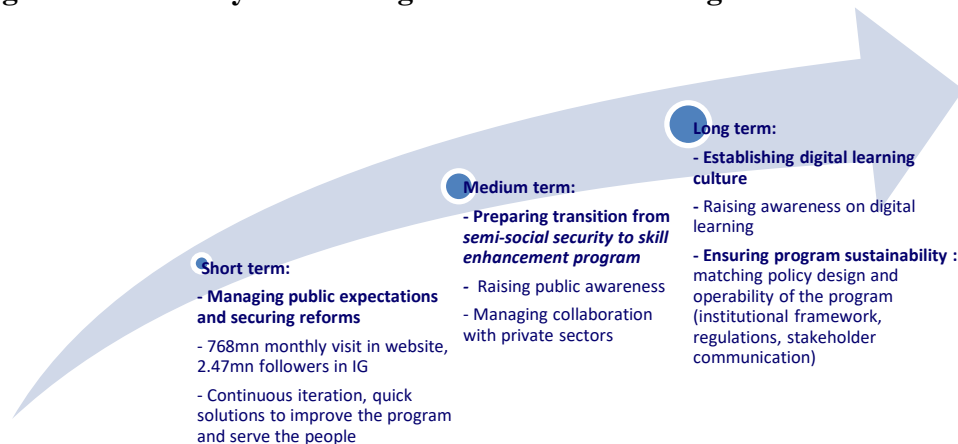 Short term:
- Managing public expectations
and securing reforms
- 768mn monthly visit in website,
2.47mn followers in IG
- Continuous iteration, quick
solutions to improve the program
and serve the people
Medium term:
- Preparing transition from
semi-social security to skill
enhancement program
- Raising public awareness
- Managing collaboration
with private sectors
Long term:
- Establishing digital learning
culture
- Raising awareness on digital
learning
- Ensuring program sustainability :
matching policy design and
operability of the program
(institutional framework,
regulations, stakeholder
communication)